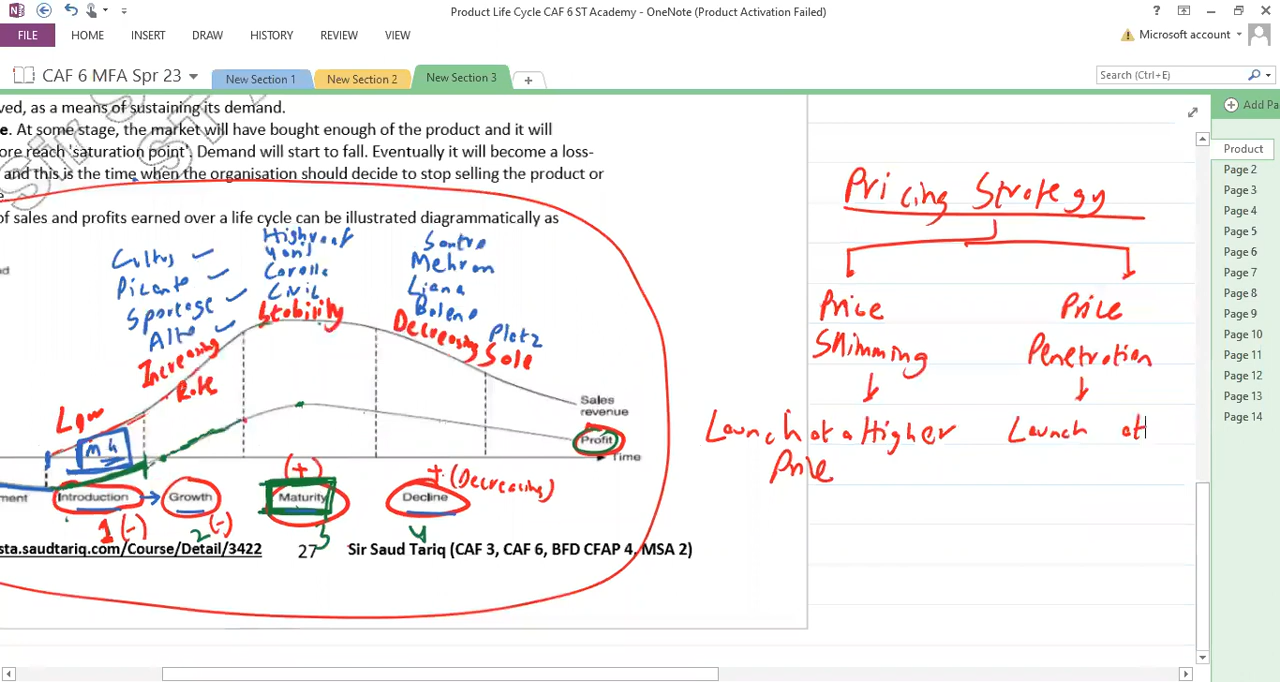 Product Life Cycle CAF 6 ST Academy - OneNote (Product Activation Failed)
FILE HOME INSERT DRAW HISTORY REVIEW VIEW
Microsoft account
CAF 6 MFA Spr 23
New Section 1 New Section 2 New Section 3
Search (Ctrl+E)
Add Pa
Product
Page 2
Page 3
Page 4
Page 5
Page 6
Page 7
Page 8
Page 9
Page 10
Page 11
Page 12
Page 13
Page 14
ved, as a means of sustaining its demand.
e. At some stage, the market will have bought enough of the product and it will
ore reach 'saturation point'. Demand will start to fall. Eventually it will become a loss-
and this is the time when the organisation should decide to stop selling the product or
e.
of sales and profits earned over a life cycle can be illustrated diagrammatically as
Cultus
Picanto
Sportage
Alto
Increasing
Rate
Highroof
Yaris
Corolla
Civic
Stability
Santro
Mehran
Liana
Baleno
Platz
Decreasing
Sale
Low
M 4
Sales
revenue
Profit
Time
ment Introduction Growth Maturity Decline
(+)
+ (Decreasing)
1 (-) 2 (-) 3 4
sta.saudtariq.com/Course/Detail/3422 27 Sir Saud Tariq (CAF 3, CAF 6, BFD CFAP 4, MSA 2)
Pricing Strategy
Price
Skimming
Launch at a Higher
Price
Price
Penetration
Launch at